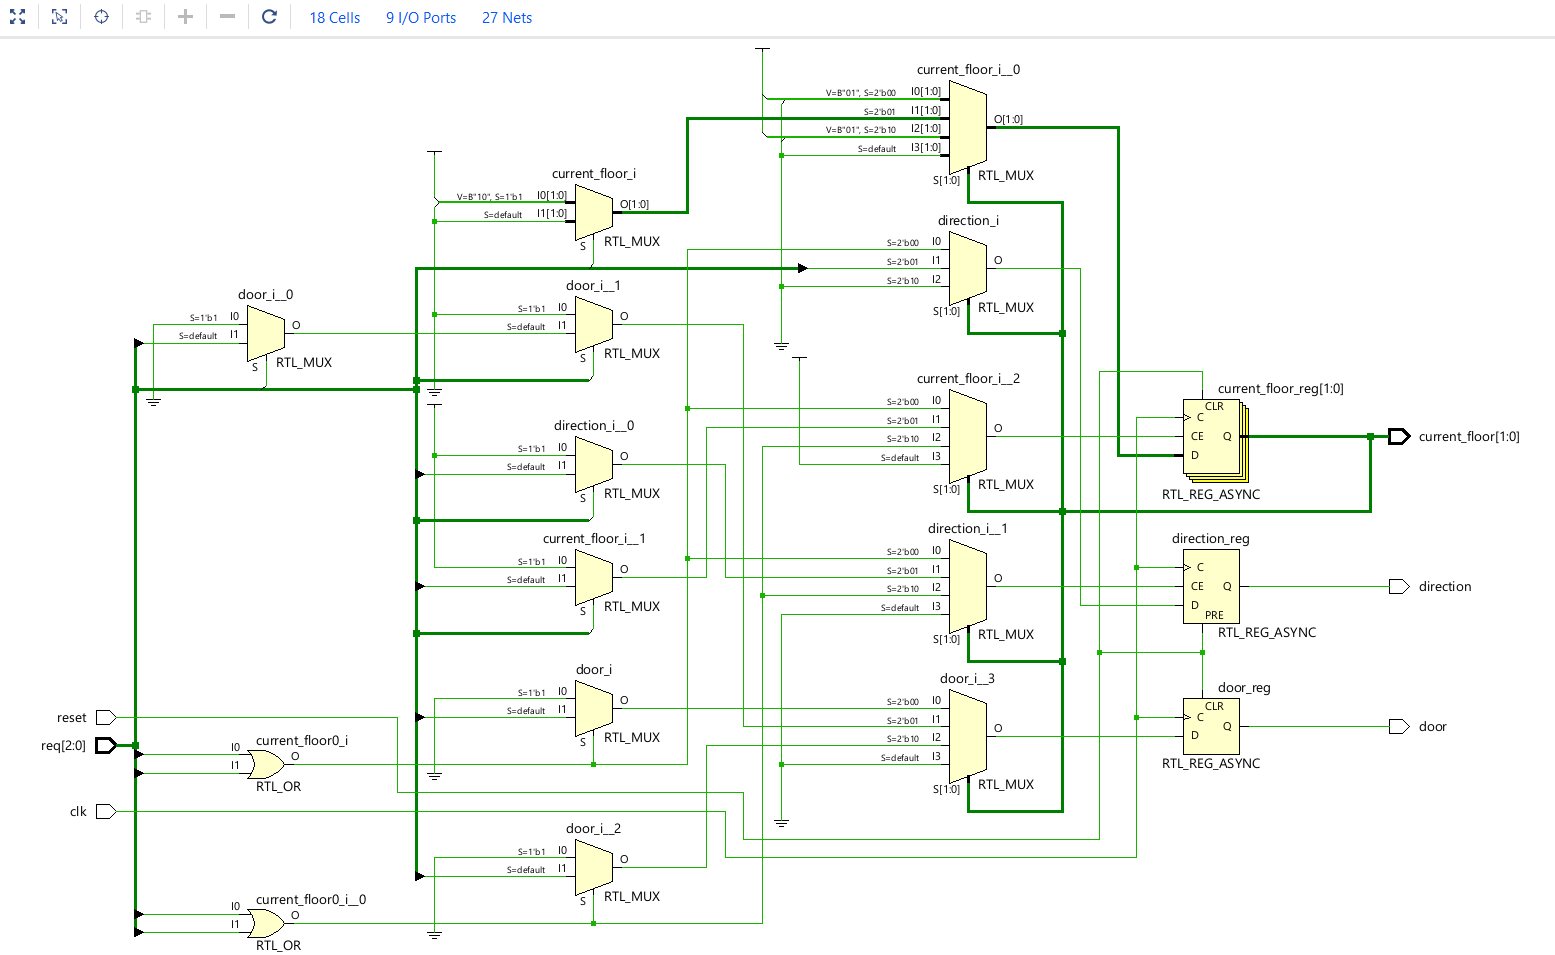 18 Cells 9 I/O Ports 27 Nets
current_floor_i__0
V=B"01", S=2'b00 I0[1:0]
S=2'b01 I1[1:0]
O[1:0]
V=B"01", S=2'b10 I2[1:0]
S=default I3[1:0]
S[1:0] RTL_MUX
current_floor_i
V=B"10", S=1'b1 I0[1:0]
O[1:0]
S=default I1[1:0]
S RTL_MUX
direction_i
S=2'b00 I0
S=2'b01 I1
O
S=2'b10 I2
S[1:0] RTL_MUX
door_i__0
S=1'b1 I0
O
S=default I1
S RTL_MUX
door_i__1
S=1'b1 I0
O
S=default I1
S RTL_MUX
current_floor_i__2
S=2'b00 I0
S=2'b01 I1
O
S=2'b10 I2
S=default I3
S[1:0] RTL_MUX
current_floor_reg[1:0]
CLR
C
CE Q
D
RTL_REG_ASYNC
current_floor[1:0]
direction_i__0
S=1'b1 I0
O
S=default I1
S RTL_MUX
current_floor_i__1
S=1'b1 I0
O
S=default I1
S RTL_MUX
direction_i__1
S=2'b00 I0
S=2'b01 I1
O
S=2'b10 I2
S=default I3
S[1:0] RTL_MUX
direction_reg
C
CE Q
D
PRE
RTL_REG_ASYNC
direction
door_i
S=1'b1 I0
O
S=default I1
S RTL_MUX
door_i__3
S=2'b00 I0
S=2'b01 I1
O
S=2'b10 I2
S=default I3
S[1:0] RTL_MUX
door_reg
CLR
C
Q
D
RTL_REG_ASYNC
door
reset
req[2:0]
clk
current_floor0_i
I0
O
I1
RTL_OR
door_i__2
S=1'b1 I0
O
S=default I1
S RTL_MUX
current_floor0_i__0
I0
O
I1
RTL_OR